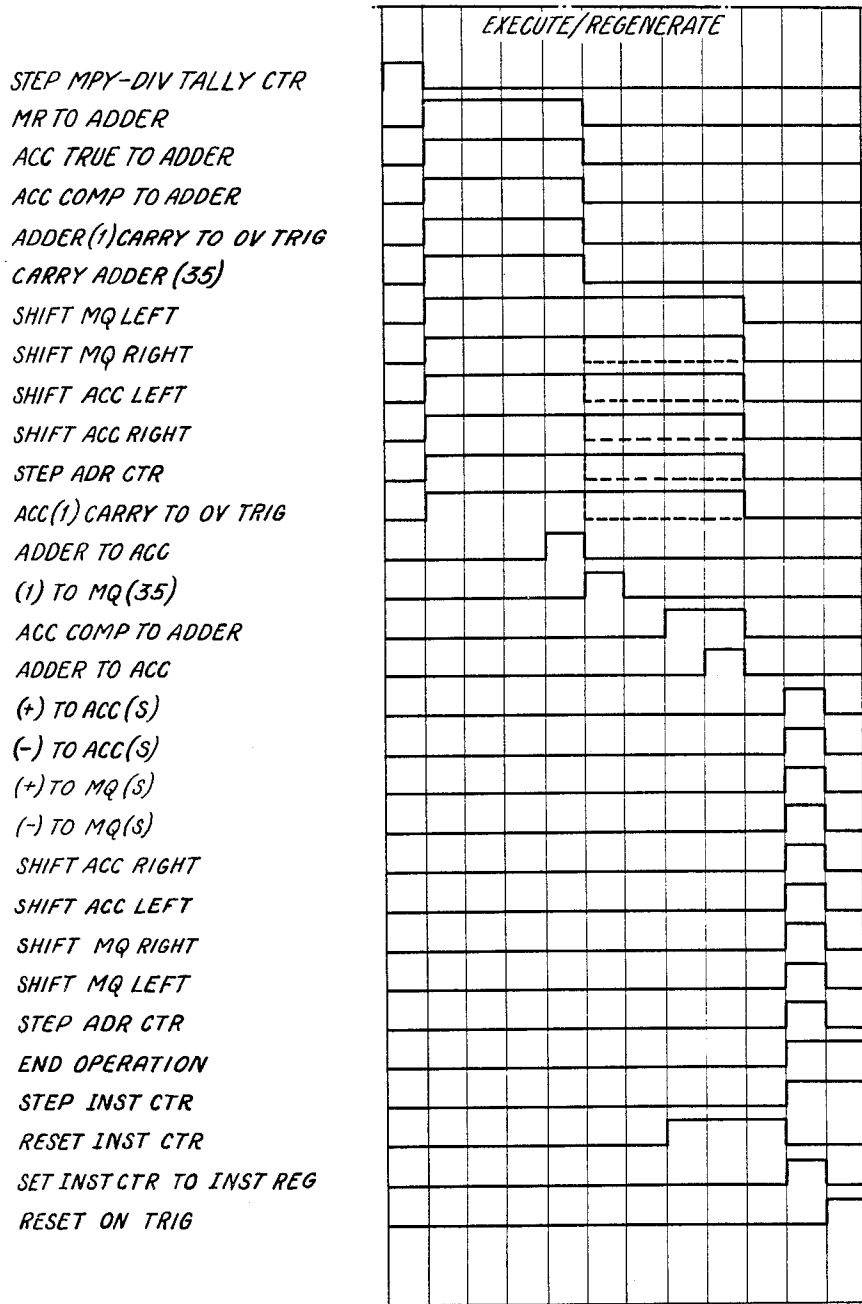 EXECUTE/REGENERATE
STEP MPY-DIV TALLY CTR
MR TO ADDER
ACC TRUE TO ADDER
ACC COMP TO ADDER
ADDER(1)CARRY TO OV TRIG
CARRY ADDER (35)
SHIFT MQ LEFT
SHIFT MQ RIGHT
SHIFT ACC LEFT
SHIFT ACC RIGHT
STEP ADR CTR
ACC(1) CARRY TO OV TRIG
ADDER TO ACC
(1) TO MQ(35)
ACC COMP TO ADDER
ADDER TO ACC
(+) TO ACC(S)
(-) TO ACC(S)
(+) TO MQ(S)
(-) TO MQ(S)
SHIFT ACC RIGHT
SHIFT ACC LEFT
SHIFT MQ RIGHT
SHIFT MQ LEFT
STEP ADR CTR
END OPERATION
STEP INST CTR
RESET INST CTR
SET INST CTR TO INST REG
RESET ON TRIG